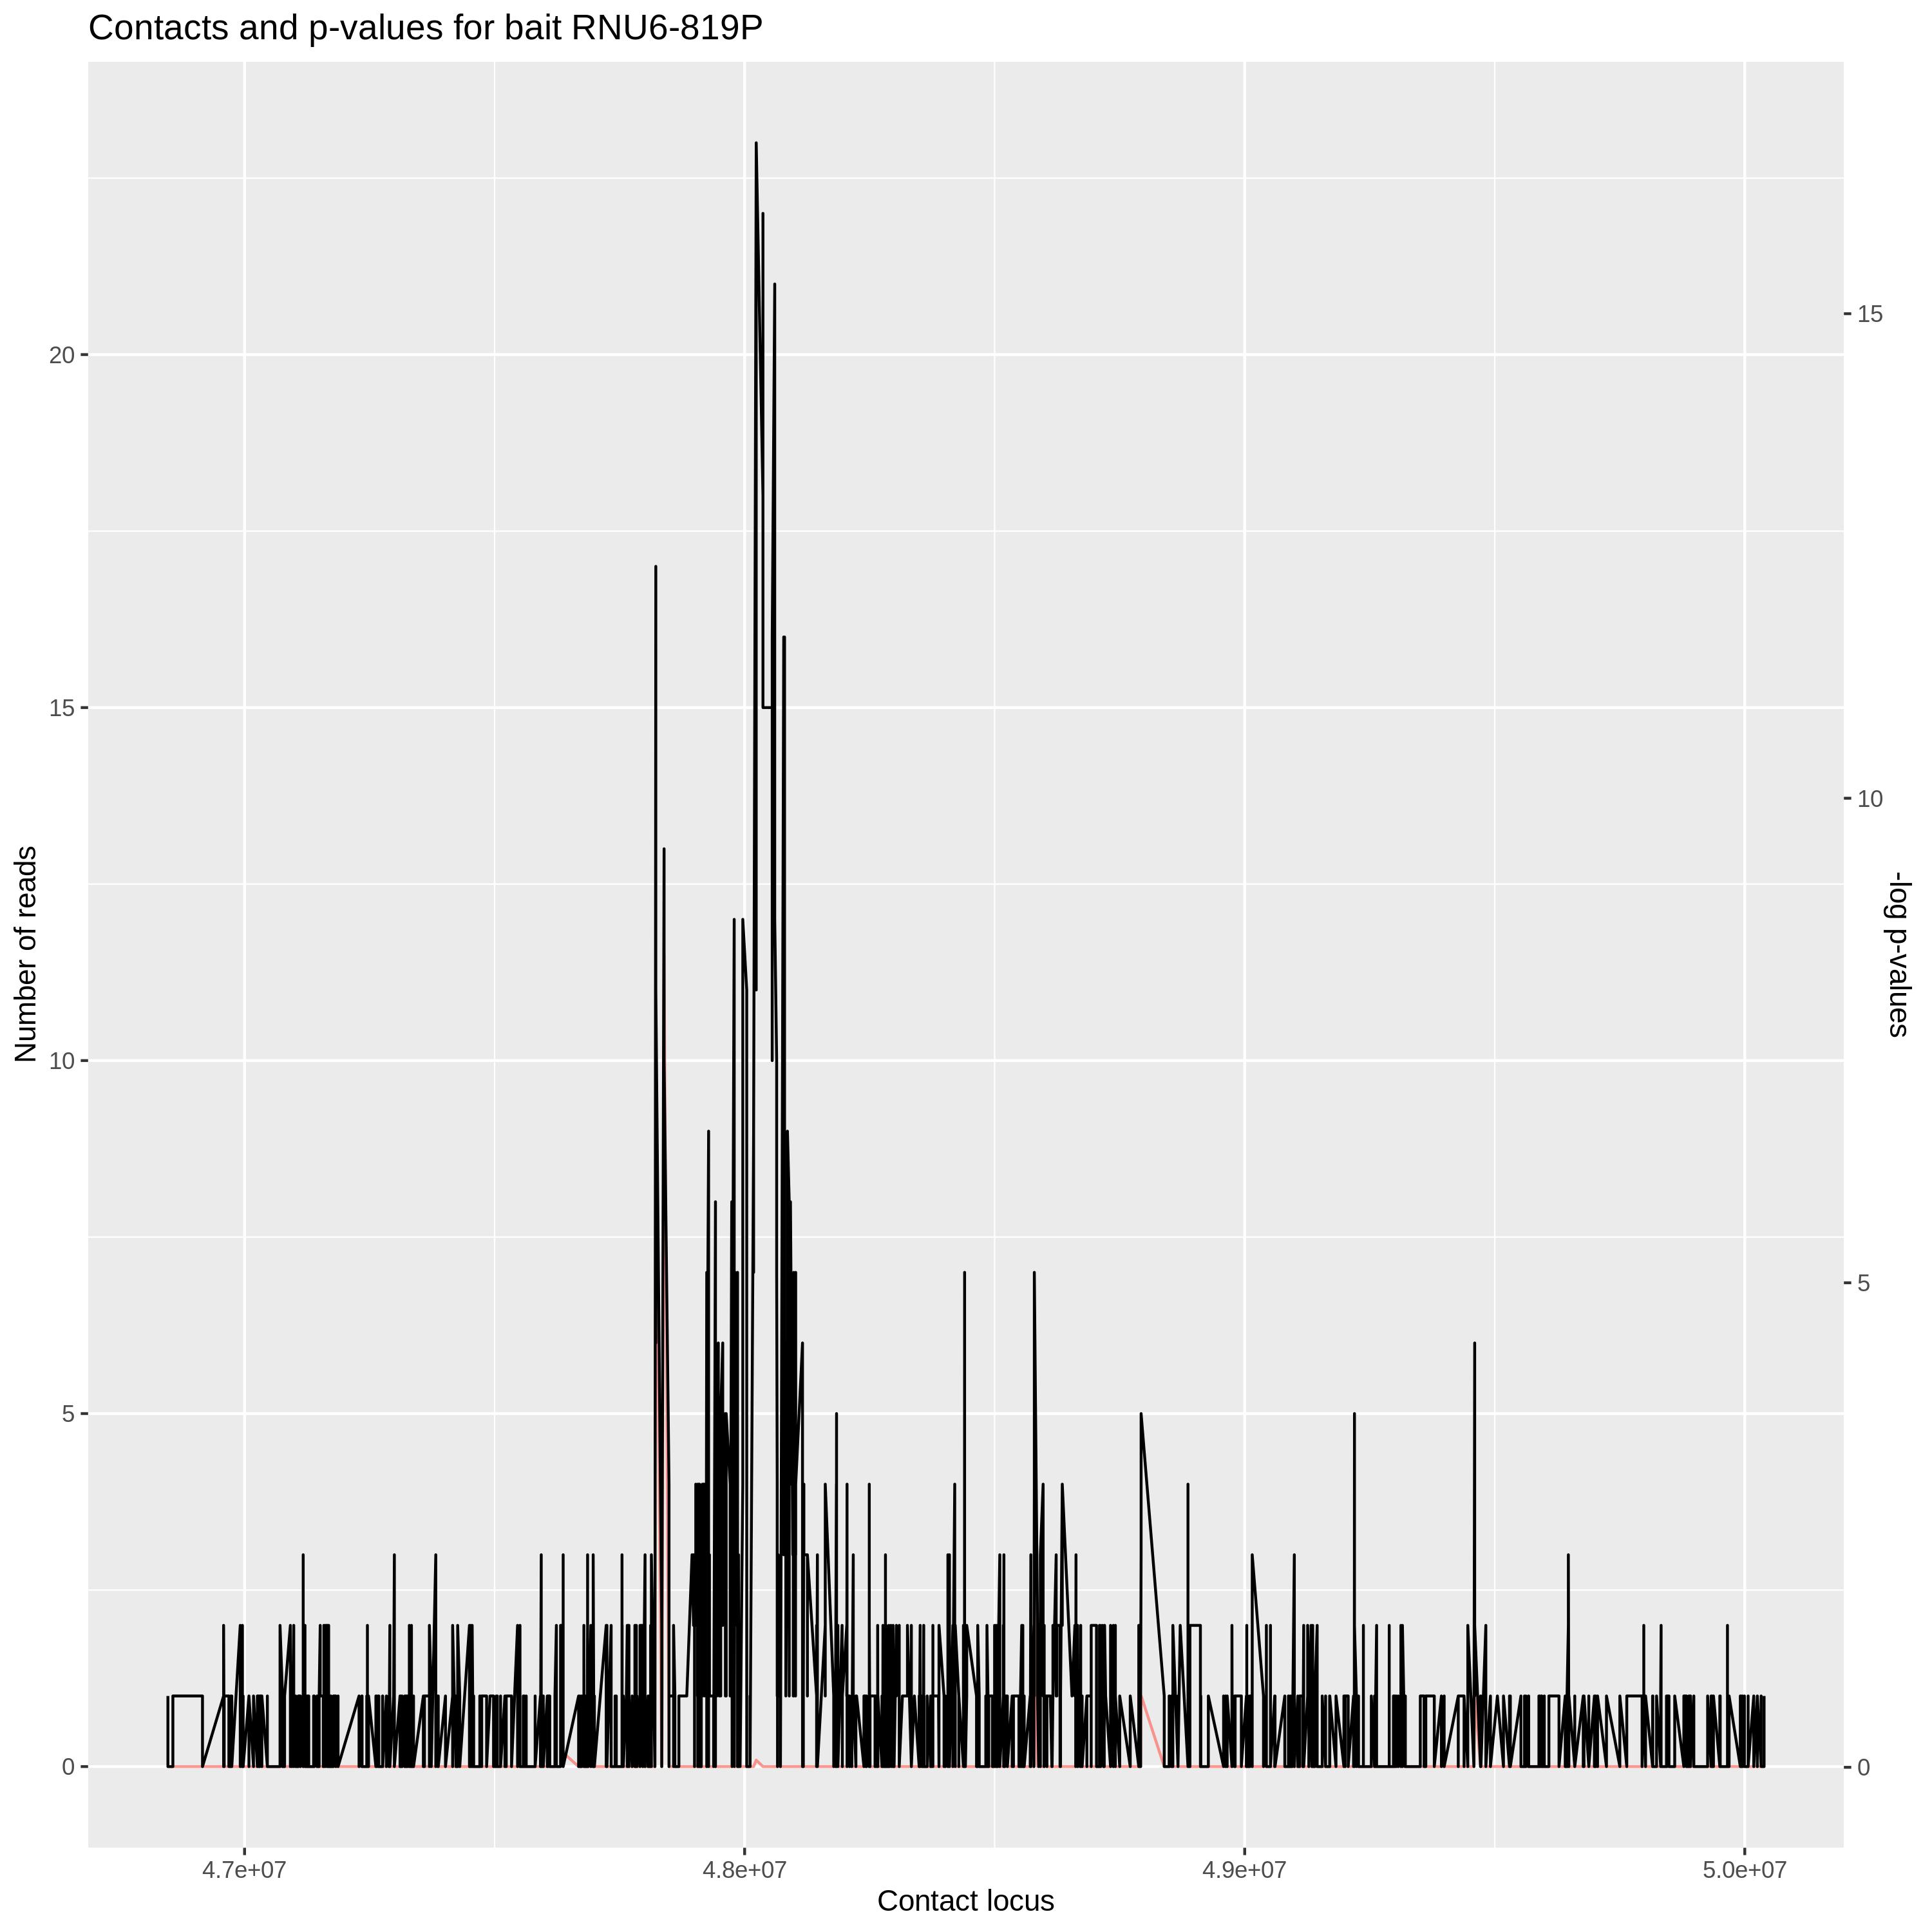 Contacts and p-values for bait RNU6-819P
Number of reads
20
15
10
5
0
15
10
5
0
-log p-values
4.7e+07
4.8e+07
4.9e+07
5.0e+07
Contact locus